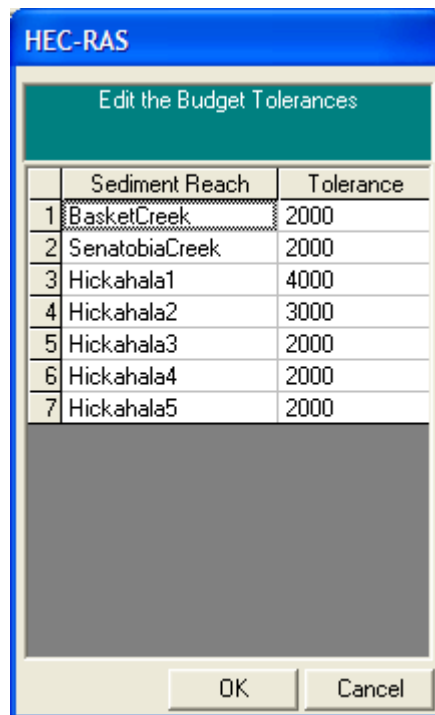 HEC-RAS
Edit the Budget Tolerances
Sediment Reach Tolerance
1 BasketCreek 2000
2 SenatobiaCreek 2000
3 Hickahala1 4000
4 Hickahala2 3000
5 Hickahala3 2000
6 Hickahala4 2000
7 Hickahala5 2000
OK Cancel